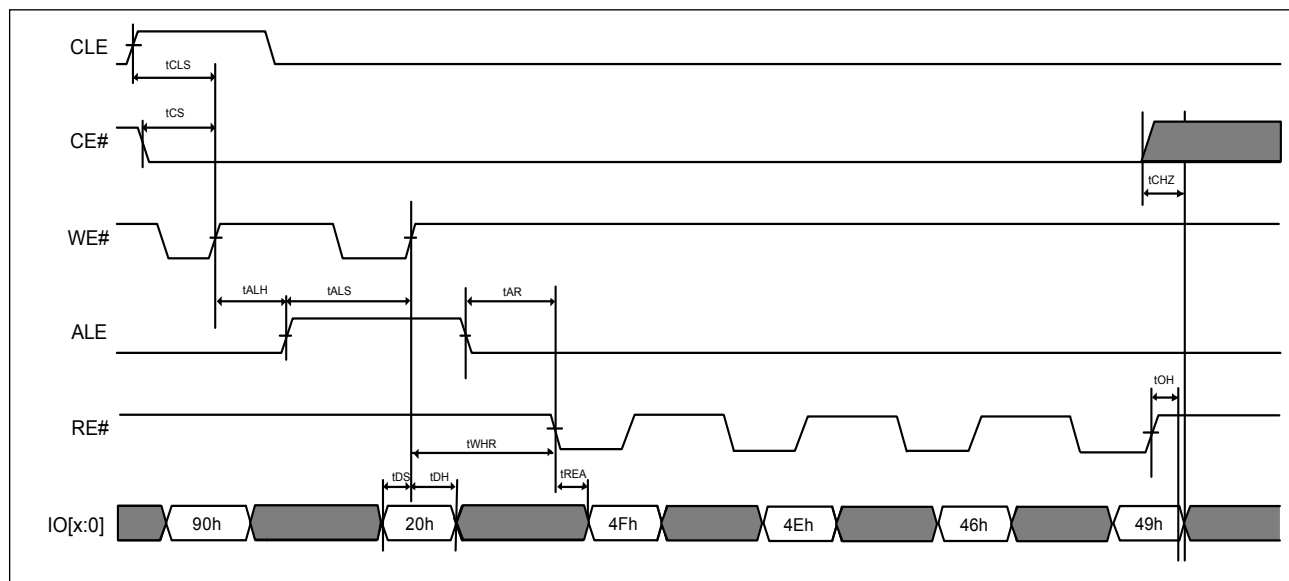 CLE
tCLS
tCS
CE#
tCHZ
WE#
tALH
tALS
tAR
ALE
tOH
RE#
tWHR
tDS
tDH
tREA
IO[x:0]
90h
20h
4Fh
4Eh
46h
49h